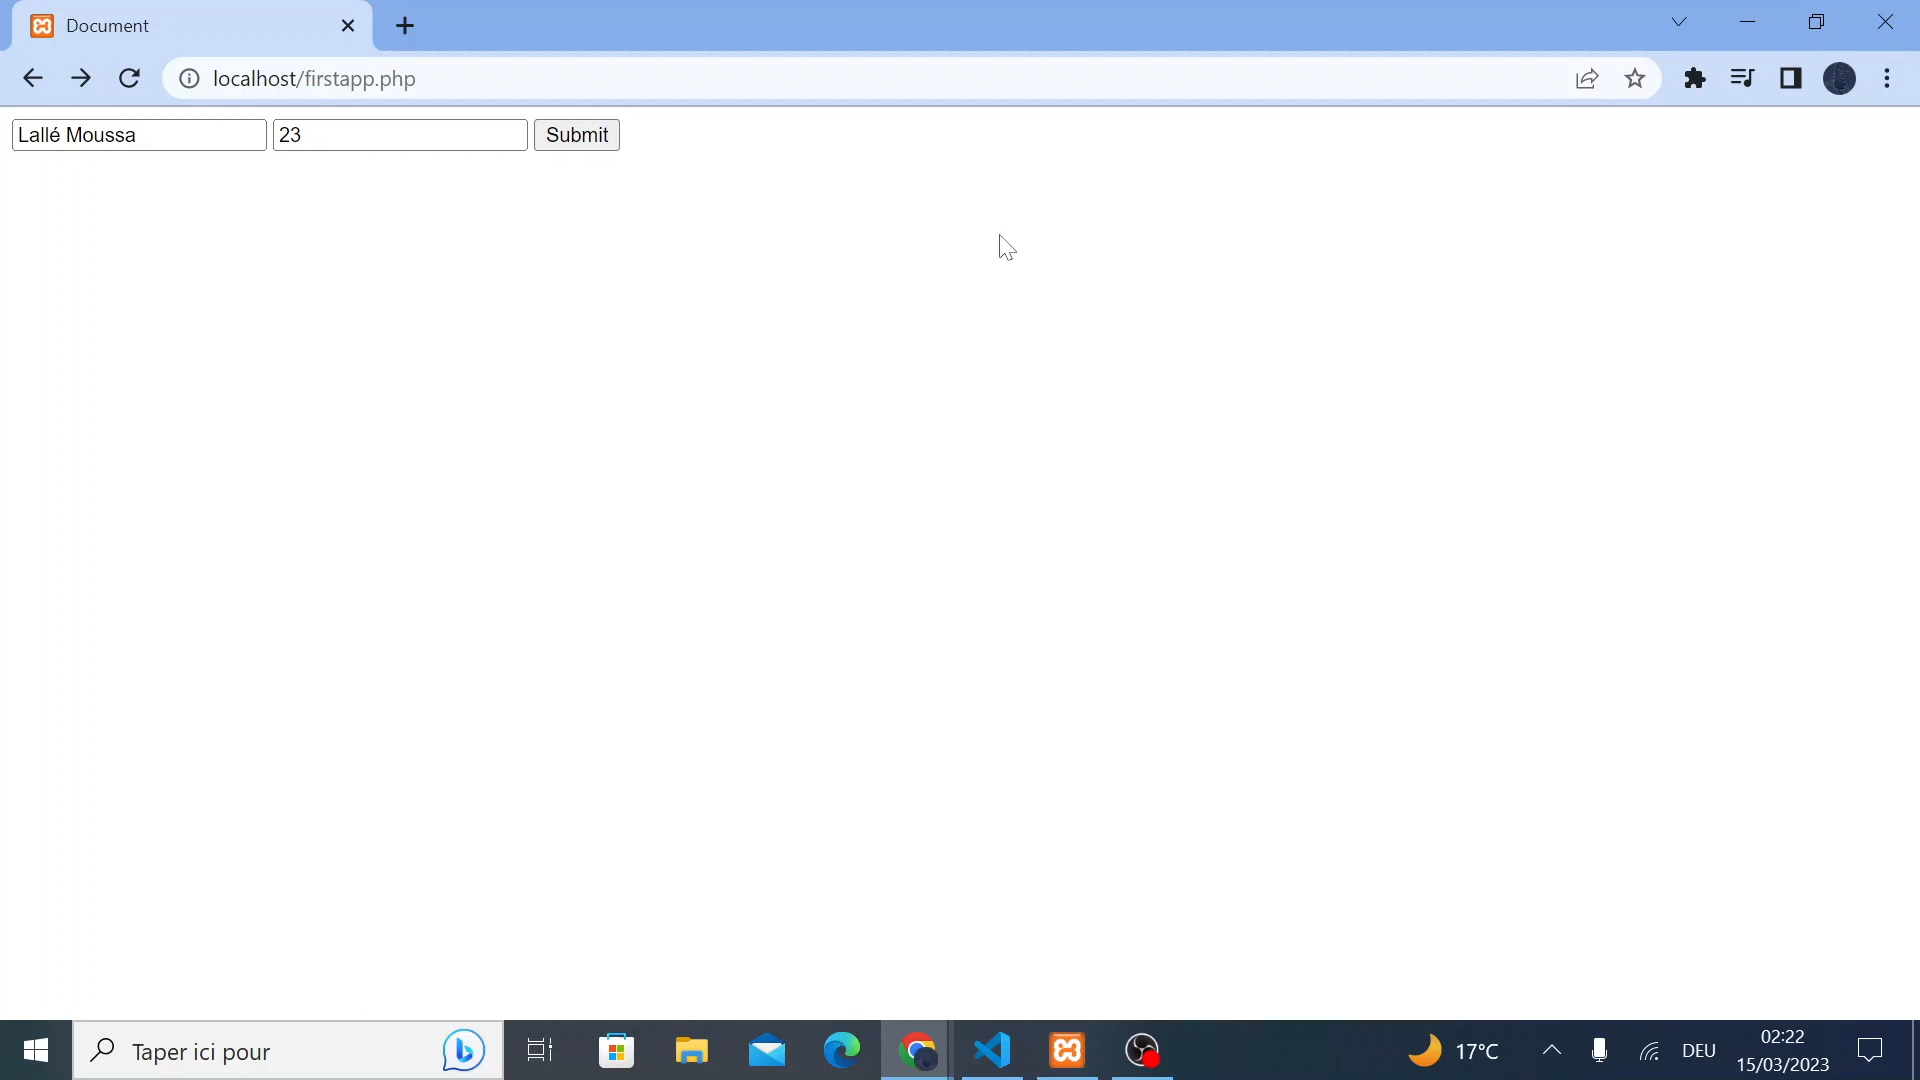 Document
localhost/firstapp.php
Lallé Moussa 23 Submit
Taper ici pour
17°C
DEU
02:22
15/03/2023